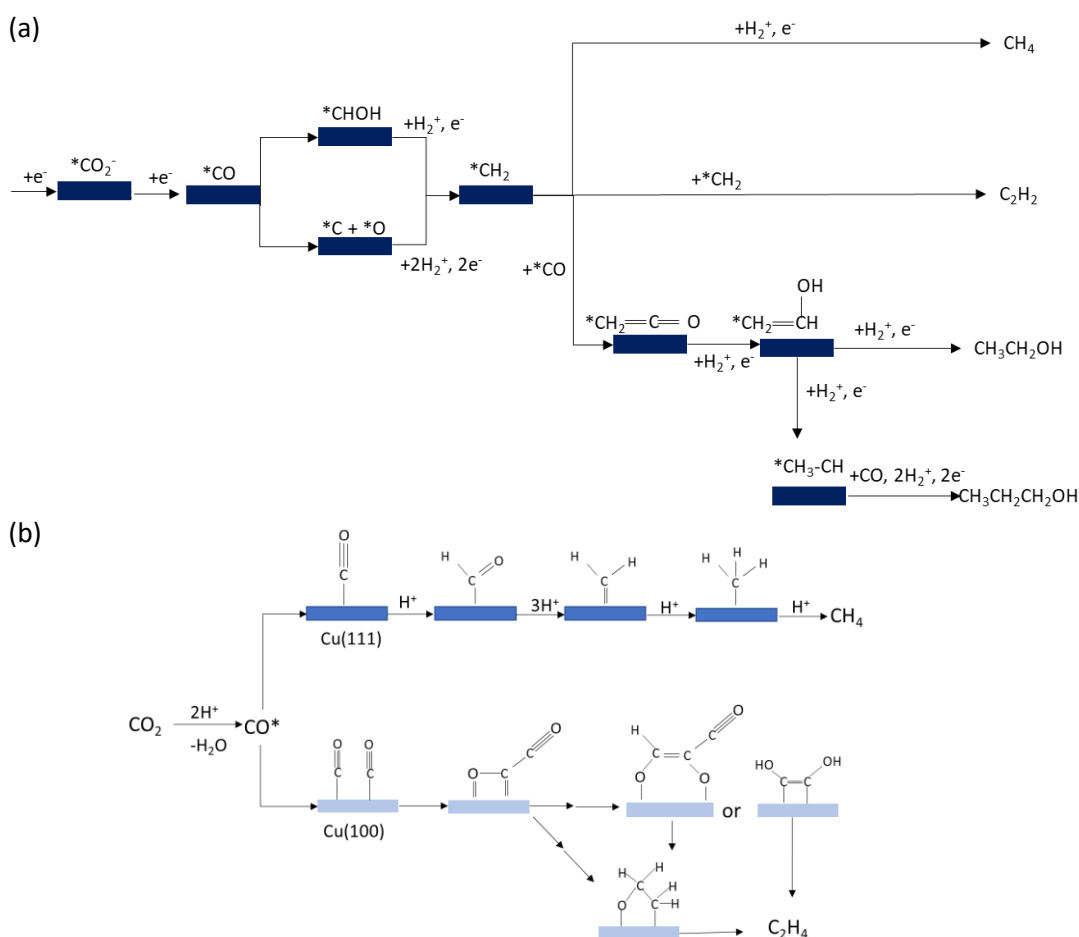 (a)
+H₂⁺, e⁻
CH₄
*CHOH
+H₂⁺, e⁻
+e⁻
*CO₂⁻
+e⁻
*CO
*CH₂
+*CH₂
C₂H₂
*C + *O
+2H₂⁺, 2e⁻
+*CO
OH
*CH₂=C= O
*CH₂=CH
+H₂⁺, e⁻
+H₂⁺, e⁻
CH₃CH₂OH
+H₂⁺, e⁻
*CH₃-CH
+CO, 2H₂⁺, 2e⁻
CH₃CH₂CH₂OH
(b)
O
C
H O
C
H H
C
H H H
C
H⁺
3H⁺
H⁺
H⁺
CH₄
Cu(111)
CO₂
2H⁺
-H₂O
CO*
O O
C C
Cu(100)
O
C
O C
O
C
H
C C
O O
or
HO OH
C C
H H
C H
O C H
C₂H₄